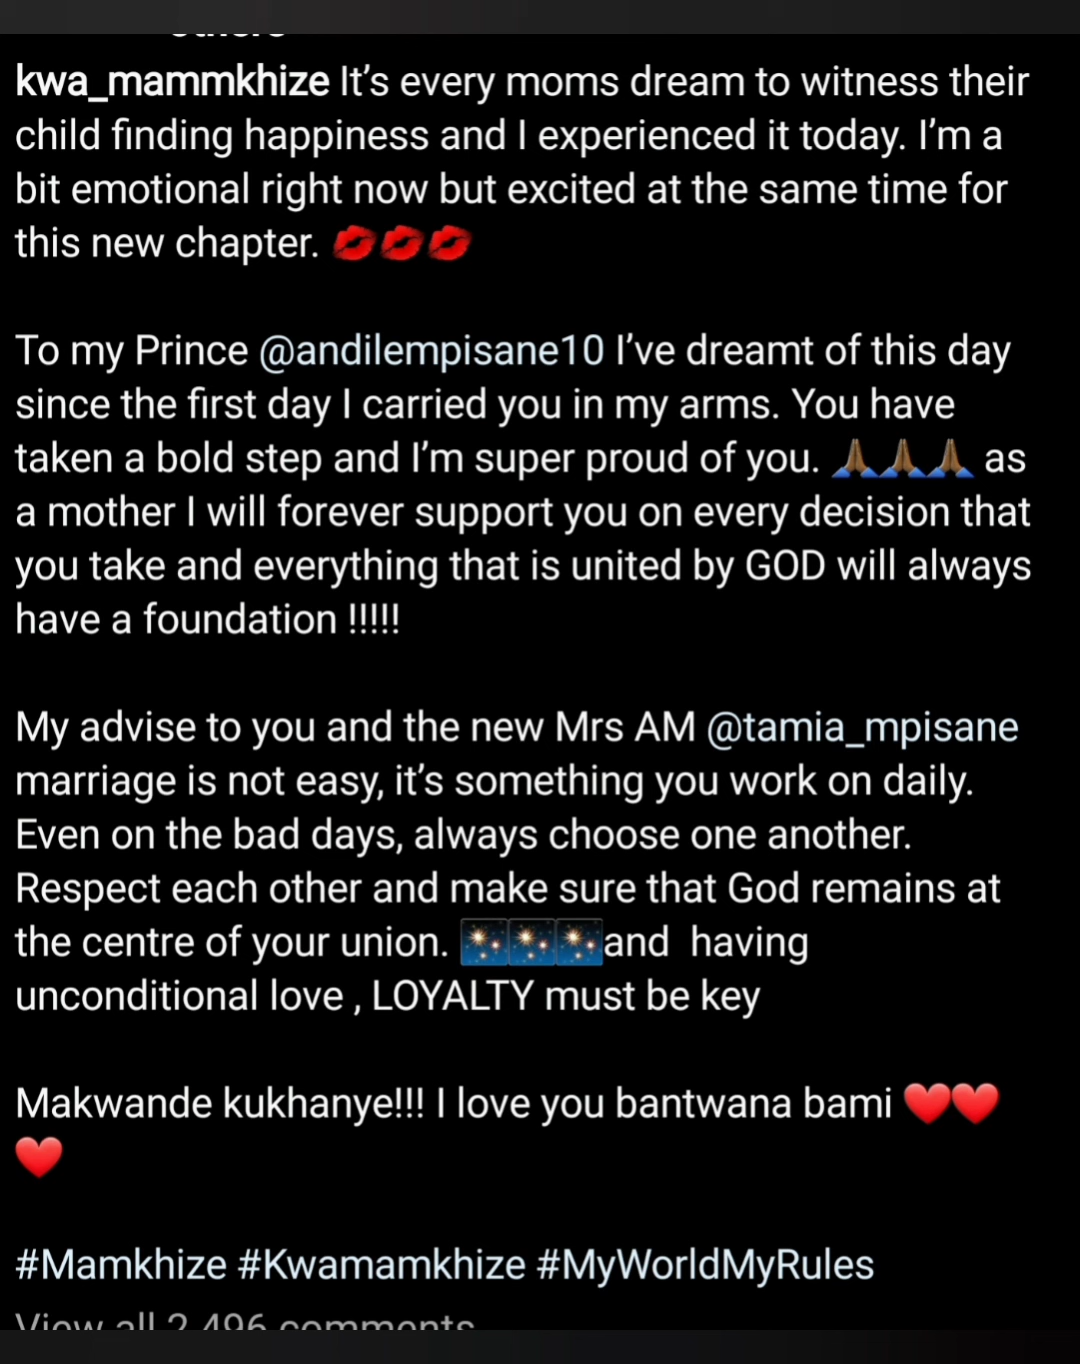 kwa_mammkhize It’s every moms dream to witness their
child finding happiness and I experienced it today. I’m a
bit emotional right now but excited at the same time for
this new chapter. 💋💋💋
To my Prince @andilempisane10 I’ve dreamt of this day
since the first day I carried you in my arms. You have
taken a bold step and I’m super proud of you. 🙏🏾🙏🏾🙏🏾 as
a mother I will forever support you on every decision that
you take and everything that is united by GOD will always
have a foundation !!!!!
My advise to you and the new Mrs AM @tamia_mpisane
marriage is not easy, it’s something you work on daily.
Even on the bad days, always choose one another.
Respect each other and make sure that God remains at
the centre of your union. 🎇🎇🎇and  having
unconditional love , LOYALTY must be key
Makwande kukhanye!!! I love you bantwana bami ❤️❤️
❤️
#Mamkhize #Kwamamkhize #MyWorldMyRules
View all 2 496 comments